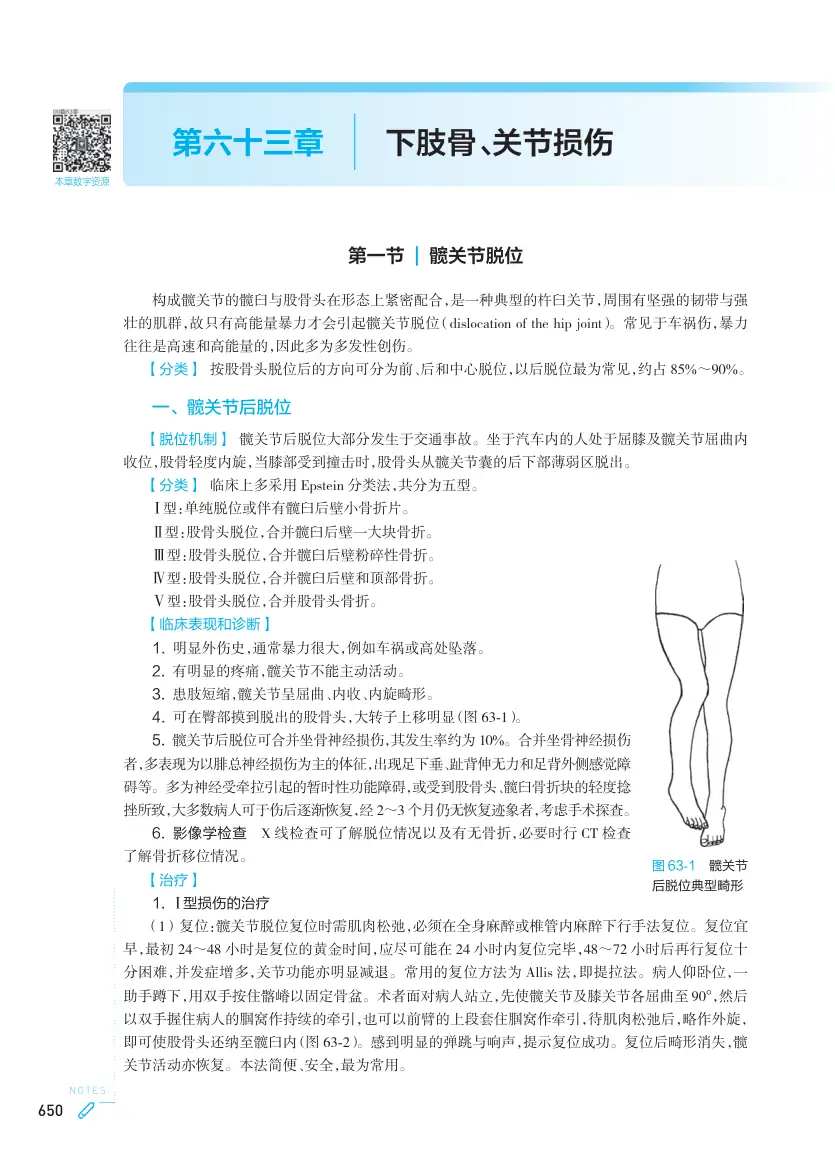 本章数字资源
第六十三章 下肢骨、关节损伤
第一节 髋关节脱位
构成髋关节的髋臼与股骨头在形态上紧密配合,是一种典型的杵臼关节,周围有坚强的韧带与强
壮的肌群,故只有高能量暴力才会引起髋关节脱位(dislocation of the hip joint)。常见于车祸伤,暴力
往往是高速和高能量的,因此多为多发性创伤。
【分类】 按股骨头脱位后的方向可分为前、后和中心脱位,以后脱位最为常见,约占 85%~90%。
一、髋关节后脱位
【脱位机制】 髋关节后脱位大部分发生于交通事故。坐于汽车内的人处于屈膝及髋关节屈曲内
收位,股骨轻度内旋,当膝部受到撞击时,股骨头从髋关节囊的后下部薄弱区脱出。
【分类】 临床上多采用 Epstein 分类法,共分为五型。
Ⅰ型:单纯脱位或伴有髋臼后壁小骨折片。
Ⅱ型:股骨头脱位,合并髋臼后壁一大块骨折。
Ⅲ型:股骨头脱位,合并髋臼后壁粉碎性骨折。
Ⅳ型:股骨头脱位,合并髋臼后壁和顶部骨折。
Ⅴ型:股骨头脱位,合并股骨头骨折。
【临床表现和诊断】
1. 明显外伤史,通常暴力很大,例如车祸或高处坠落。
2. 有明显的疼痛,髋关节不能主动活动。
3. 患肢短缩,髋关节呈屈曲、内收、内旋畸形。
4. 可在臀部摸到脱出的股骨头,大转子上移明显(图 63-1)。
5. 髋关节后脱位可合并坐骨神经损伤,其发生率约为 10%。合并坐骨神经损伤
者,多表现为以腓总神经损伤为主的体征,出现足下垂、趾背伸无力和足背外侧感觉障
碍等。多为神经受牵拉引起的暂时性功能障碍,或受到股骨头、髋臼骨折块的轻度捻
挫所致,大多数病人可于伤后逐渐恢复,经 2~3 个月仍无恢复迹象者,考虑手术探查。
6. 影像学检查 X 线检查可了解脱位情况以及有无骨折,必要时行 CT 检查
了解骨折移位情况。
图 63-1 髋关节
后脱位典型畸形
【治疗】
1. Ⅰ型损伤的治疗
(1)复位:髋关节脱位复位时需肌肉松弛,必须在全身麻醉或椎管内麻醉下行手法复位。复位宜
早,最初 24~48 小时是复位的黄金时间,应尽可能在 24 小时内复位完毕,48~72 小时后再行复位十
分困难,并发症增多,关节功能亦明显减退。常用的复位方法为 Allis 法,即提拉法。病人仰卧位,一
助手蹲下,用双手按住髂嵴以固定骨盆。术者面对病人站立,先使髋关节及膝关节各屈曲至 90°,然后
以双手握住病人的腘窝作持续的牵引,也可以前臂的上段套住腘窝作牵引,待肌肉松弛后,略作外旋,
即可使股骨头还纳至髋臼内(图 63-2)。感到明显的弹跳与响声,提示复位成功。复位后畸形消失,髋
关节活动亦恢复。本法简便、安全,最为常用。
NOTES
650